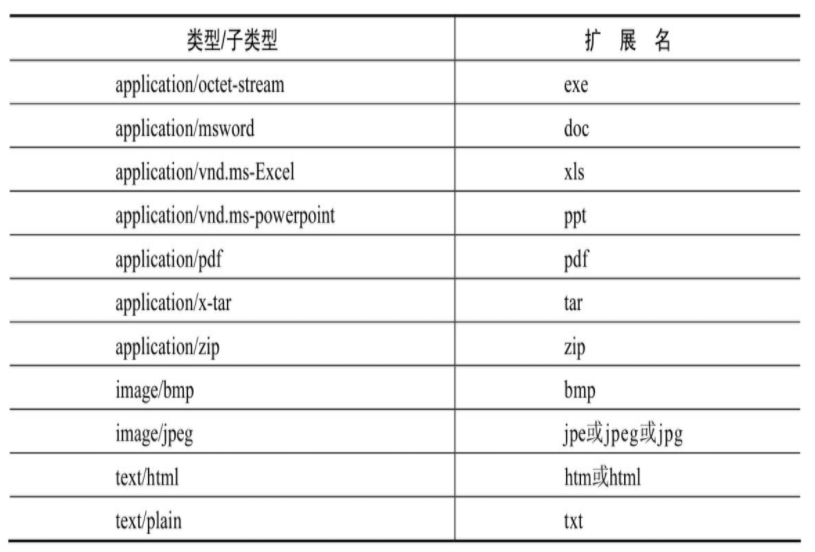 类型/子类型 扩 展 名
application/octet-stream exe
application/msword doc
application/vnd.ms-Excel xls
application/vnd.ms-powerpoint ppt
application/pdf pdf
application/x-tar tar
application/zip zip
image/bmp bmp
image/jpeg jpe或jpeg或jpg
text/html htm或html
text/plain txt